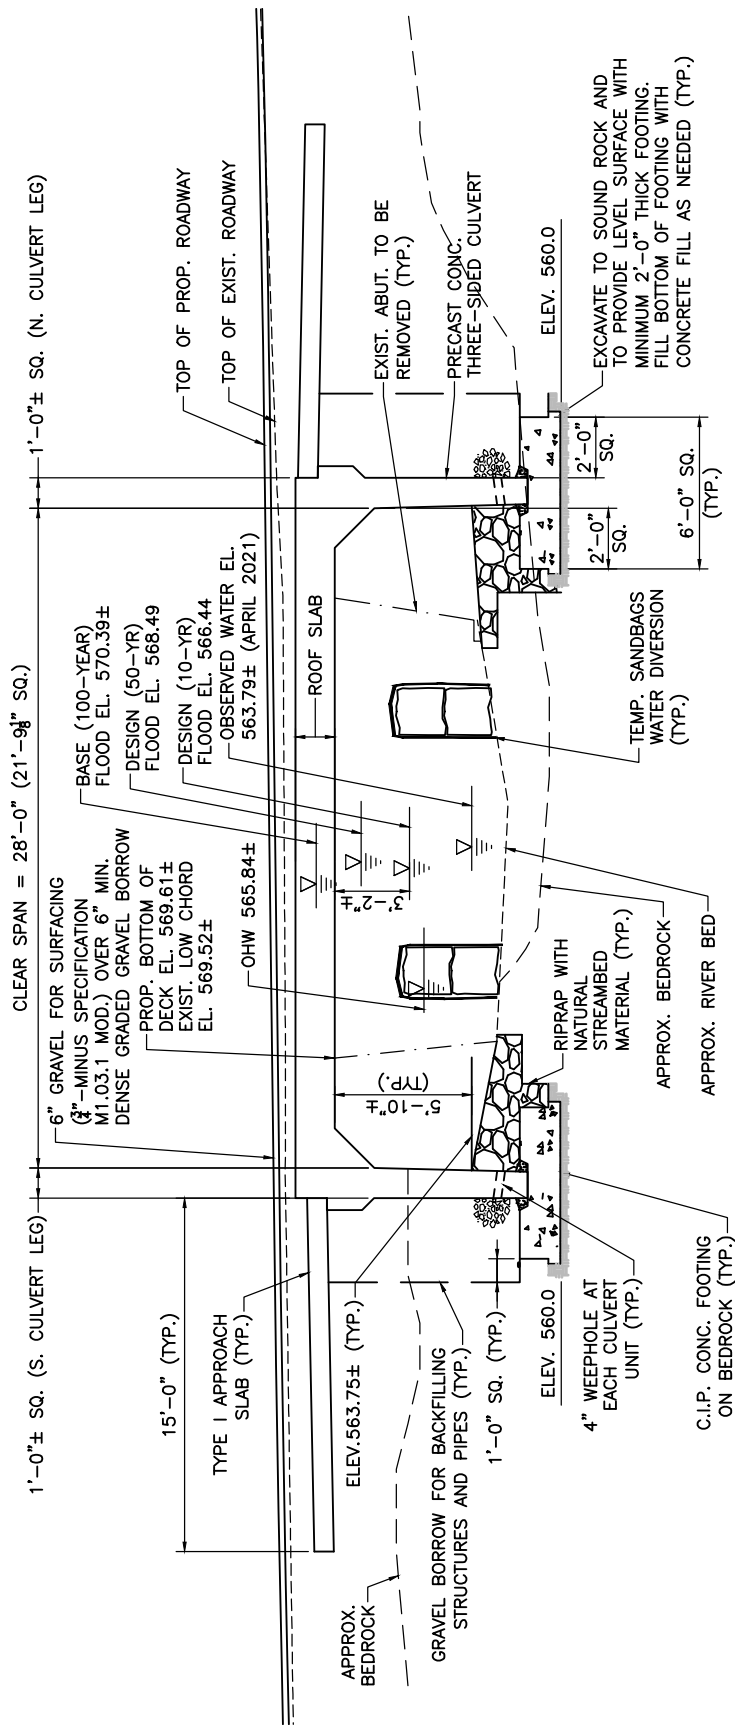 1'-0"± SQ. (S. CULVERT LEG)
CLEAR SPAN = 28'-0" (21'-9⅛" SQ.)
1'-0"± SQ. (N. CULVERT LEG)
6" GRAVEL FOR SURFACING
(¾"-MINUS SPECIFICATION
M1.03.1 MOD.) OVER 6" MIN.
DENSE GRADED GRAVEL BORROW
BASE (100-YEAR)
FLOOD EL. 570.39±
DESIGN (50-YR)
FLOOD EL. 568.49
DESIGN (10-YR)
FLOOD EL. 566.44
OBSERVED WATER EL.
563.79± (APRIL 2021)
PROP. BOTTOM OF
DECK EL. 569.61±
EXIST. LOW CHORD
EL. 569.52±
OHW 565.84±
TOP OF PROP. ROADWAY
TOP OF EXIST. ROADWAY
15'-0" (TYP.)
TYPE I APPROACH
SLAB (TYP.)
ROOF SLAB
3'-2"±
5'-10"±
(TYP.)
EXIST. ABUT. TO BE
REMOVED (TYP.)
PRECAST CONC.
THREE-SIDED CULVERT
APPROX.
BEDROCK
ELEV.563.75± (TYP.)
GRAVEL BORROW FOR BACKFILLING
STRUCTURES AND PIPES (TYP.)
1'-0" SQ. (TYP.)
ELEV. 560.0
ELEV. 560.0
4" WEEPHOLE AT
EACH CULVERT
UNIT (TYP.)
C.I.P. CONC. FOOTING
ON BEDROCK (TYP.)
RIPRAP WITH
NATURAL
STREAMBED
MATERIAL (TYP.)
APPROX. BEDROCK
APPROX. RIVER BED
TEMP. SANDBAGS
WATER DIVERSION
(TYP.)
2'-0"
SQ.
2'-0"
SQ.
6'-0" SQ.
(TYP.)
EXCAVATE TO SOUND ROCK AND
TO PROVIDE LEVEL SURFACE WITH
MINIMUM 2'-0" THICK FOOTING.
FILL BOTTOM OF FOOTING WITH
CONCRETE FILL AS NEEDED (TYP.)